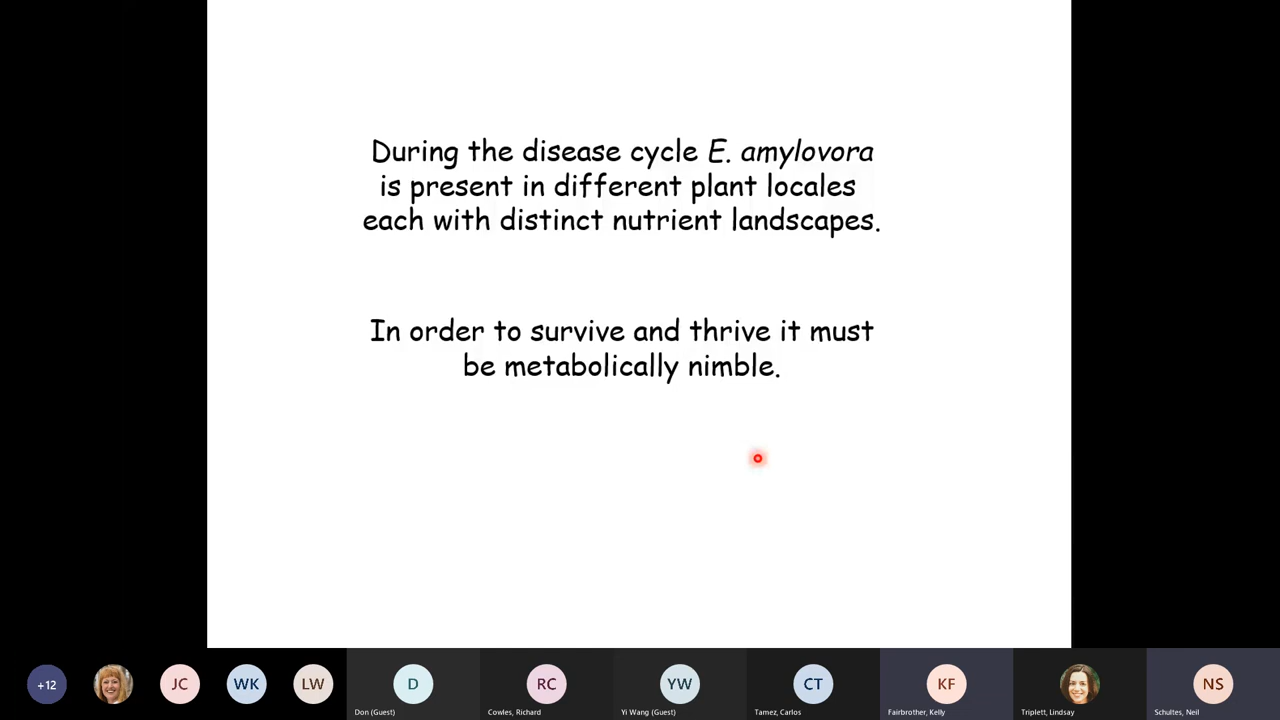 During the disease cycle E. amylovora
is present in different plant locales
each with distinct nutrient landscapes.
In order to survive and thrive it must
be metabolically nimble.
+12
JC
WK
LW
D
RC
YW
CT
KF
NS
Don (Guest)
Cowles, Richard
Yi Wang (Guest)
Tamez, Carlos
Fairbrother, Kelly
Triplett, Lindsay
Schultes, Neil